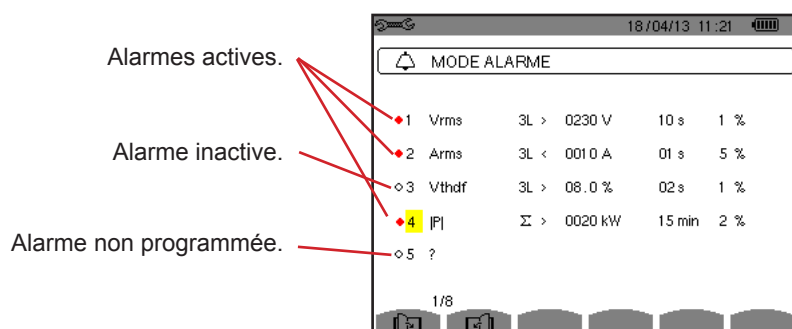 18/04/13 11:21
MODE ALARME
Alarmes actives.
Alarme inactive.
Alarme non programmée.
1 Vrms 3L > 0230 V 10 s 1 %
2 Arms 3L < 0010 A 01 s 5 %
3 Vthdf 3L > 08.0 % 02 s 1 %
4 |P| Σ > 0020 kW 15 min 2 %
5 ?
1/8